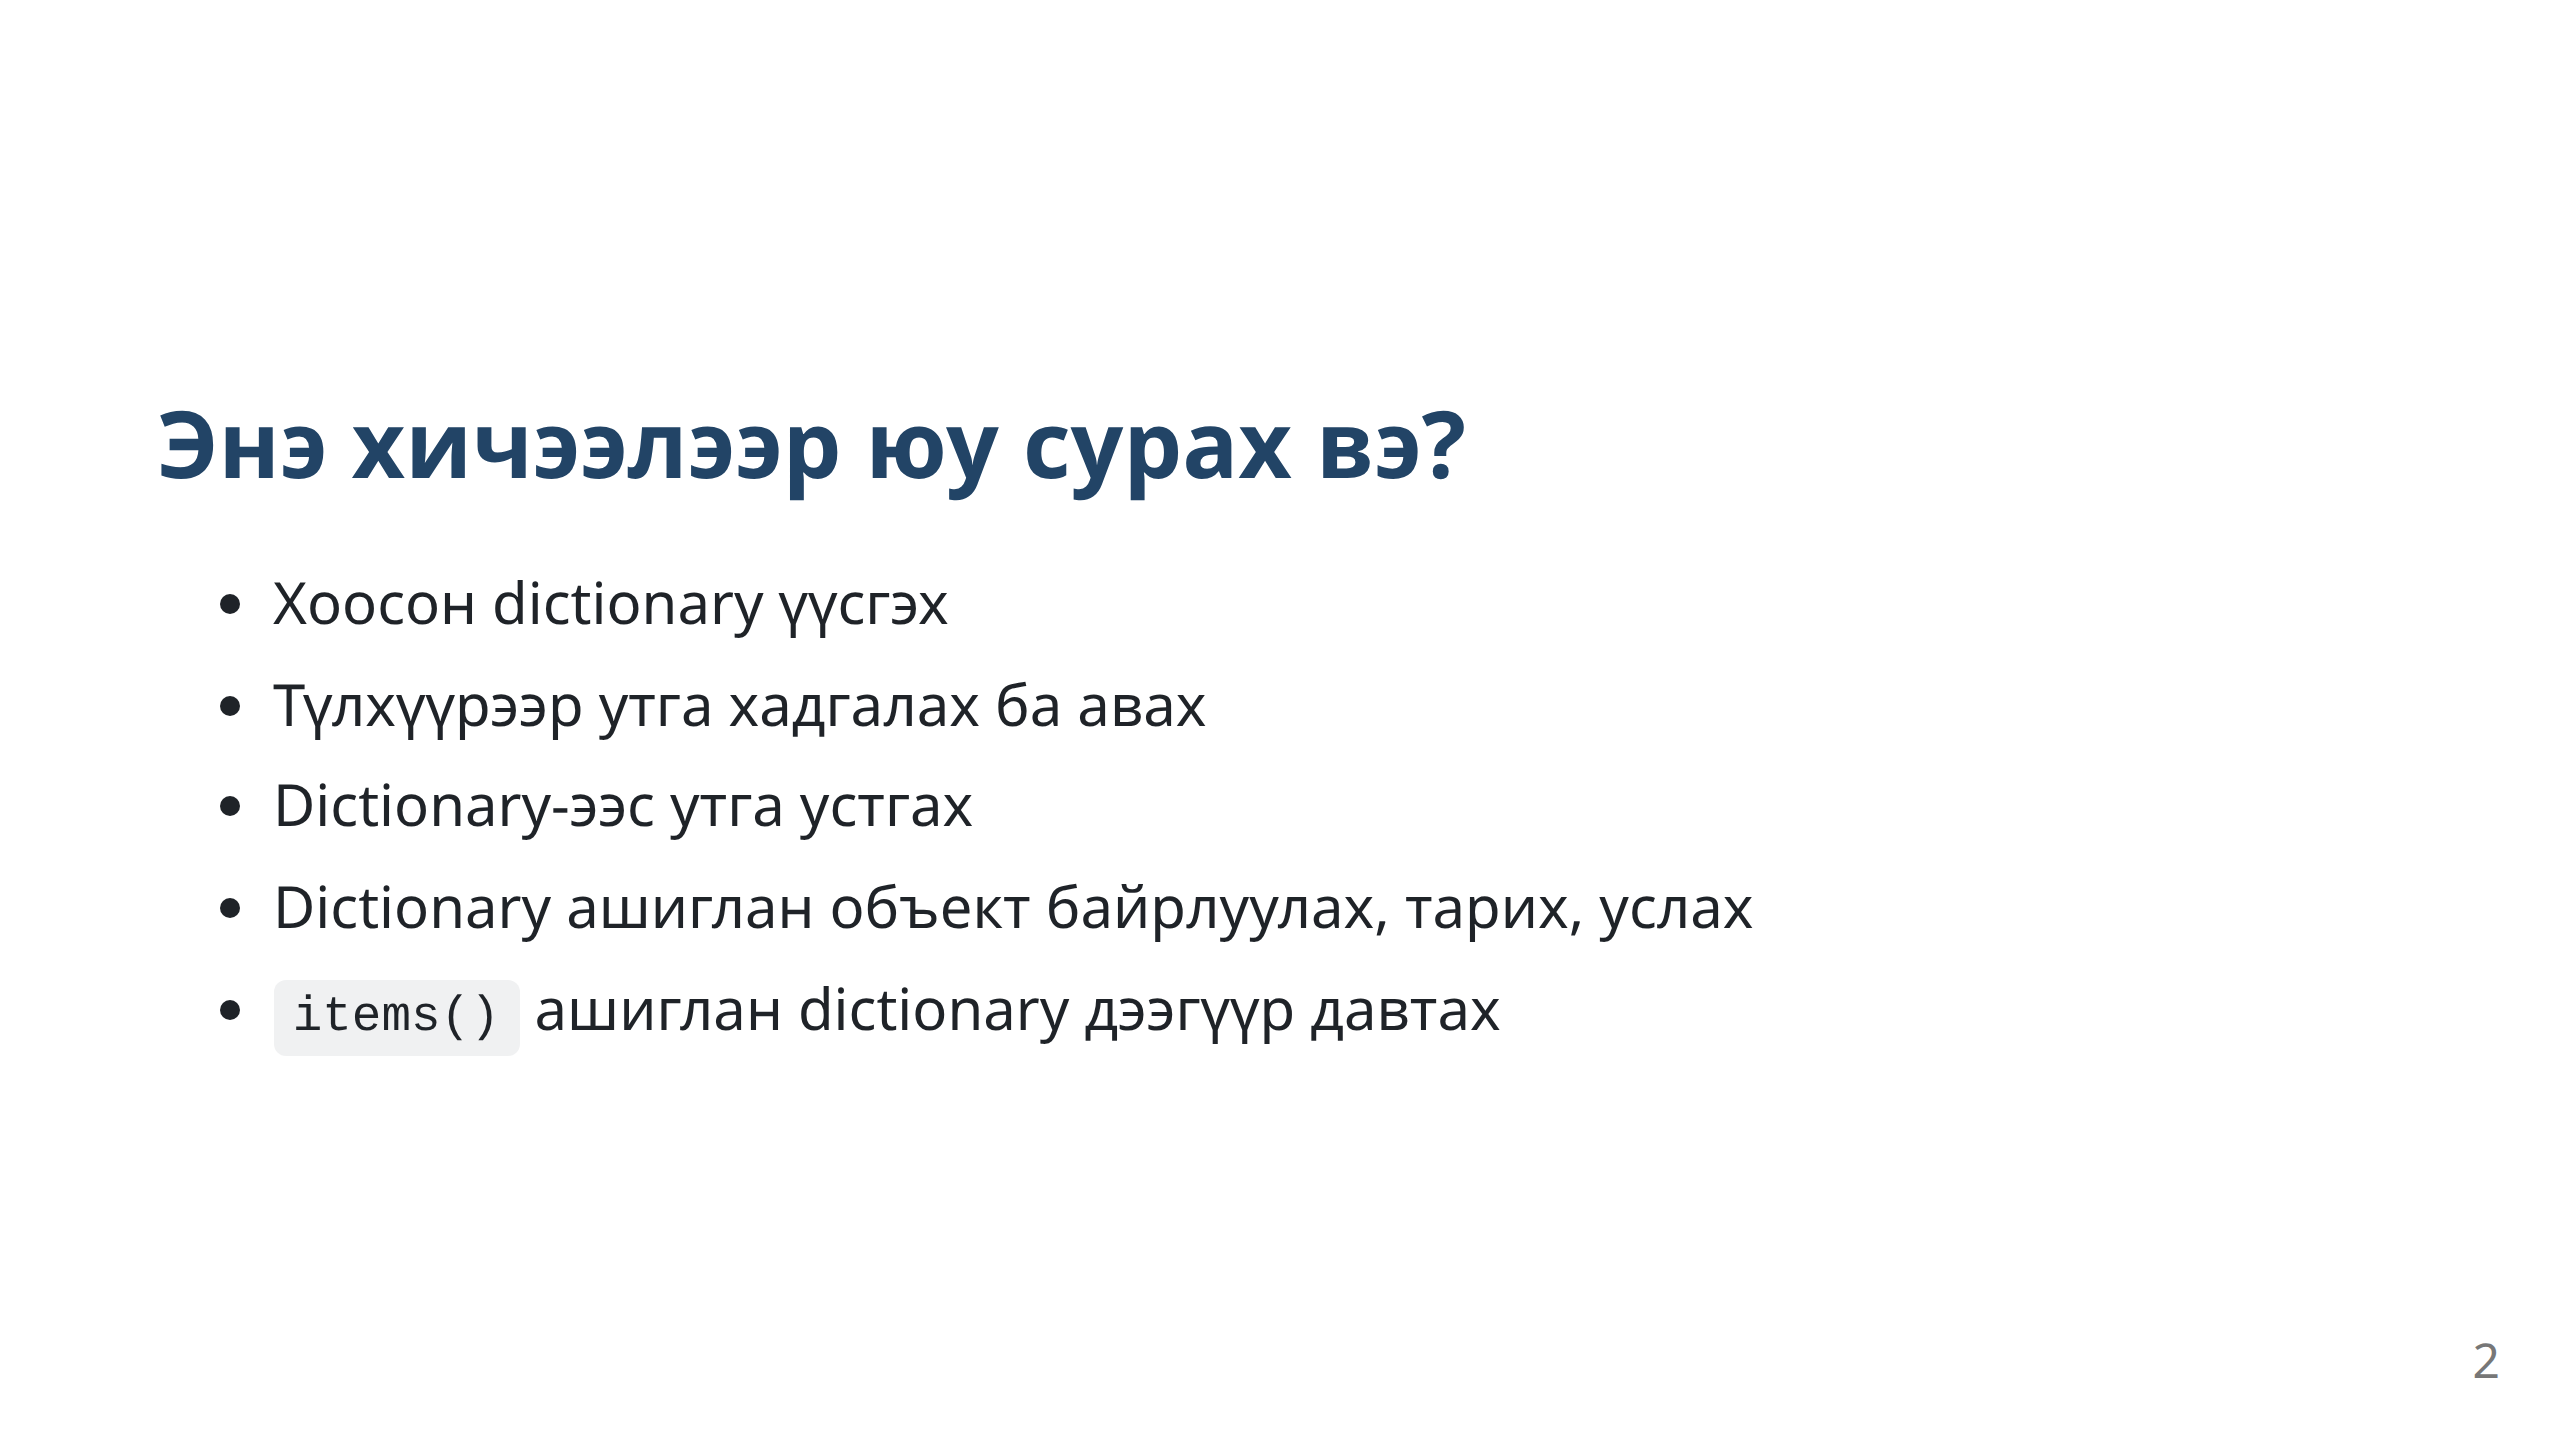 Энэ хичээлээр юу сурах вэ?
Хоосон dictionary үүсгэх
Түлхүүрээр утга хадгалах ба авах
Dictionary-ээс утга устгах
Dictionary ашиглан объект байрлуулах, тарих, услах
items() ашиглан dictionary дээгүүр давтах
2